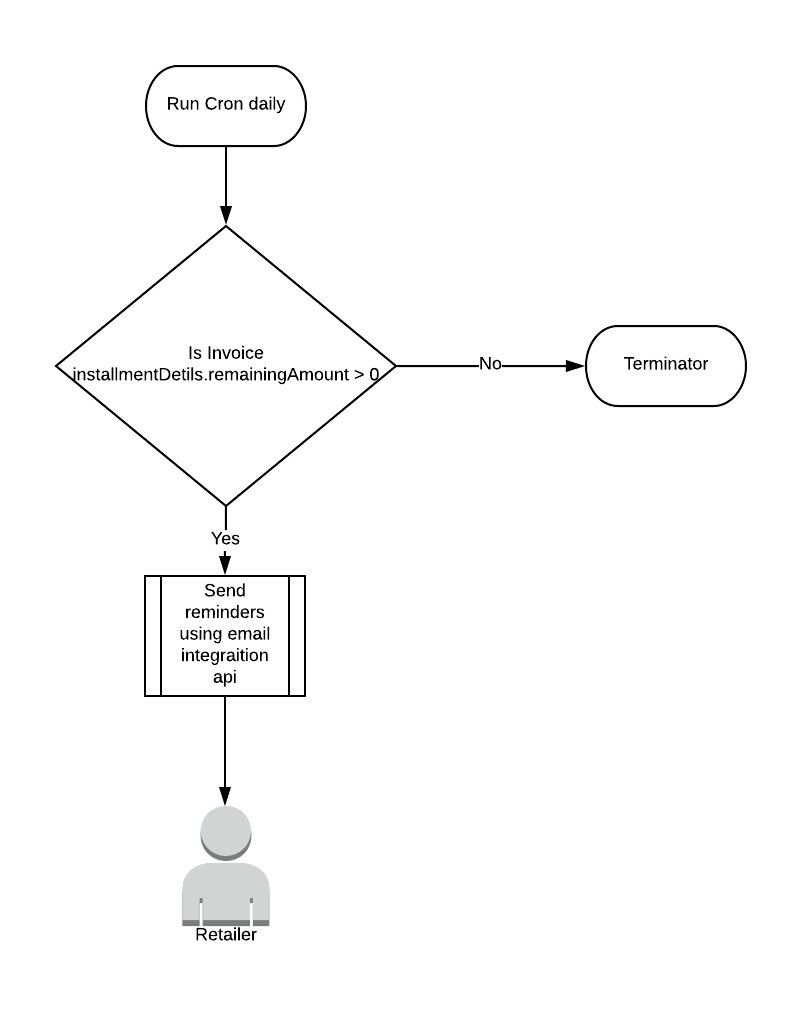 Run Cron daily
Is Invoice
installmentDetils.remainingAmount > 0
No
Terminator
Yes
Send
reminders
using email
integraition
api
Retailer